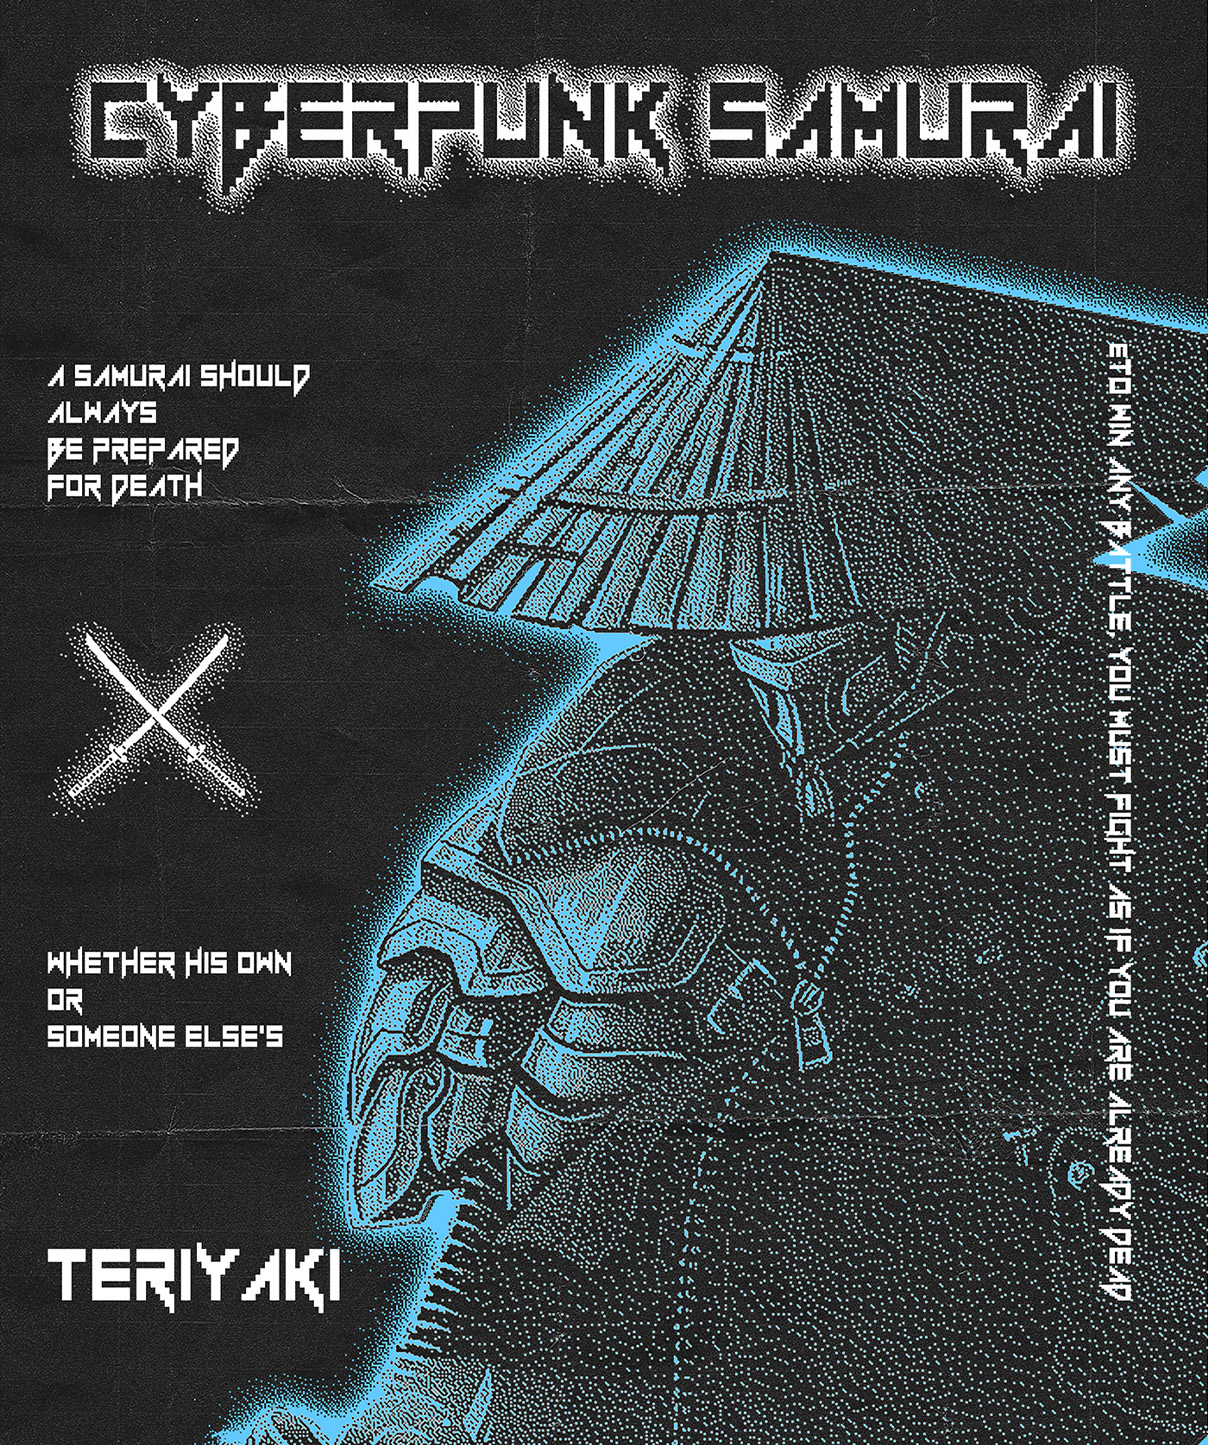 CYBERPUNK SAMURAI
A SAMURAI SHOULD
ALWAYS
BE PREPARED
FOR DEATH
WHETHER HIS OWN
OR
SOMEONE ELSE'S
TERIYAKI
ETO WIN ANY BATTLE, YOU MUST FIGHT AS IF YOU ARE ALREADY DEAD